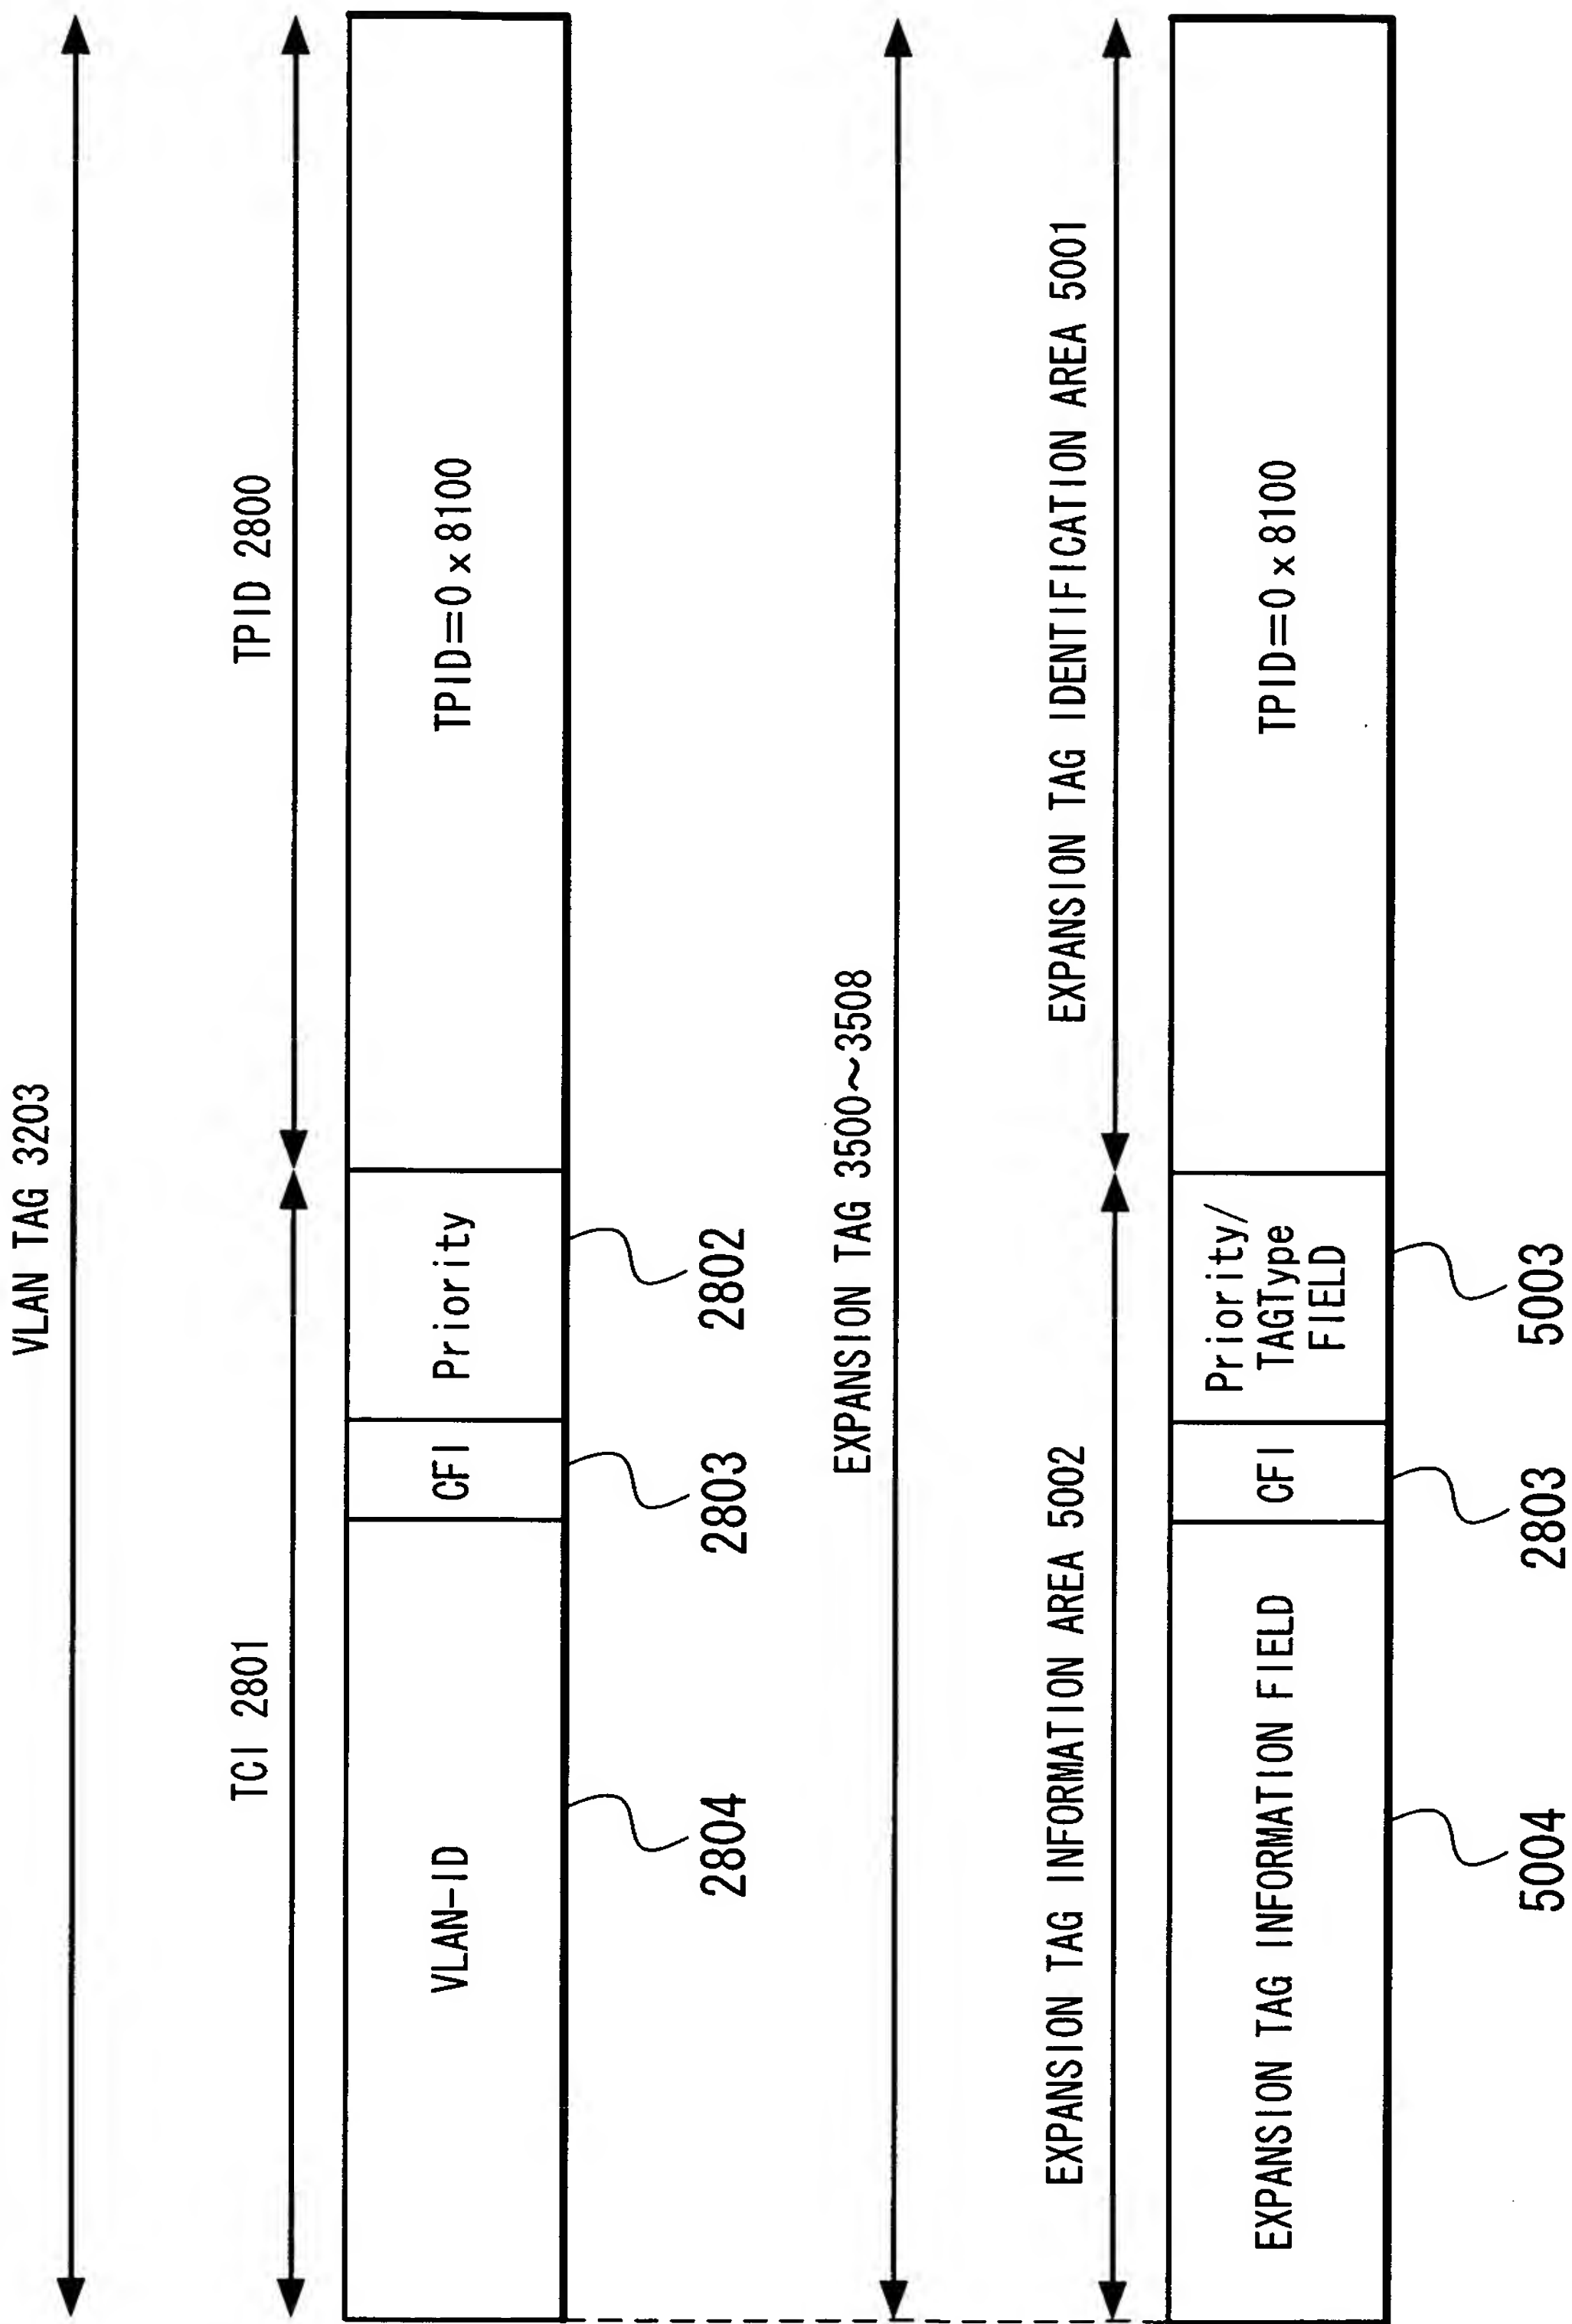 VLAN TAG 3203
TCI 2801
TPID 2800
VLAN-ID
CFI
Priority
TPID=0×8100
2804
2803
2802
EXPANSION TAG 3500~3508
EXPANSION TAG INFORMATION AREA 5002
EXPANSION TAG IDENTIFICATION AREA 5001
EXPANSION TAG INFORMATION FIELD
CFI
Priority/
TAGType
FIELD
TPID=0×8100
5004
2803
5003